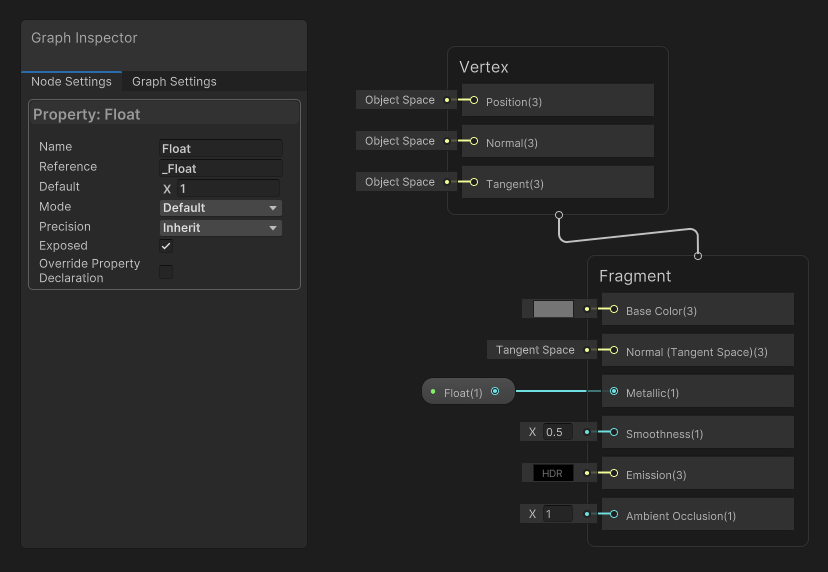 Graph Inspector
Node Settings
Graph Settings
Property: Float
Name
Float
Reference
_Float
Default
X 1
Mode
Default
Precision
Inherit
Exposed
Override Property
Declaration
Vertex
Object Space
Position(3)
Object Space
Normal(3)
Object Space
Tangent(3)
Fragment
Base Color(3)
Tangent Space
Normal (Tangent Space)(3)
Float(1)
Metallic(1)
X 0.5
Smoothness(1)
HDR
Emission(3)
X 1
Ambient Occlusion(1)